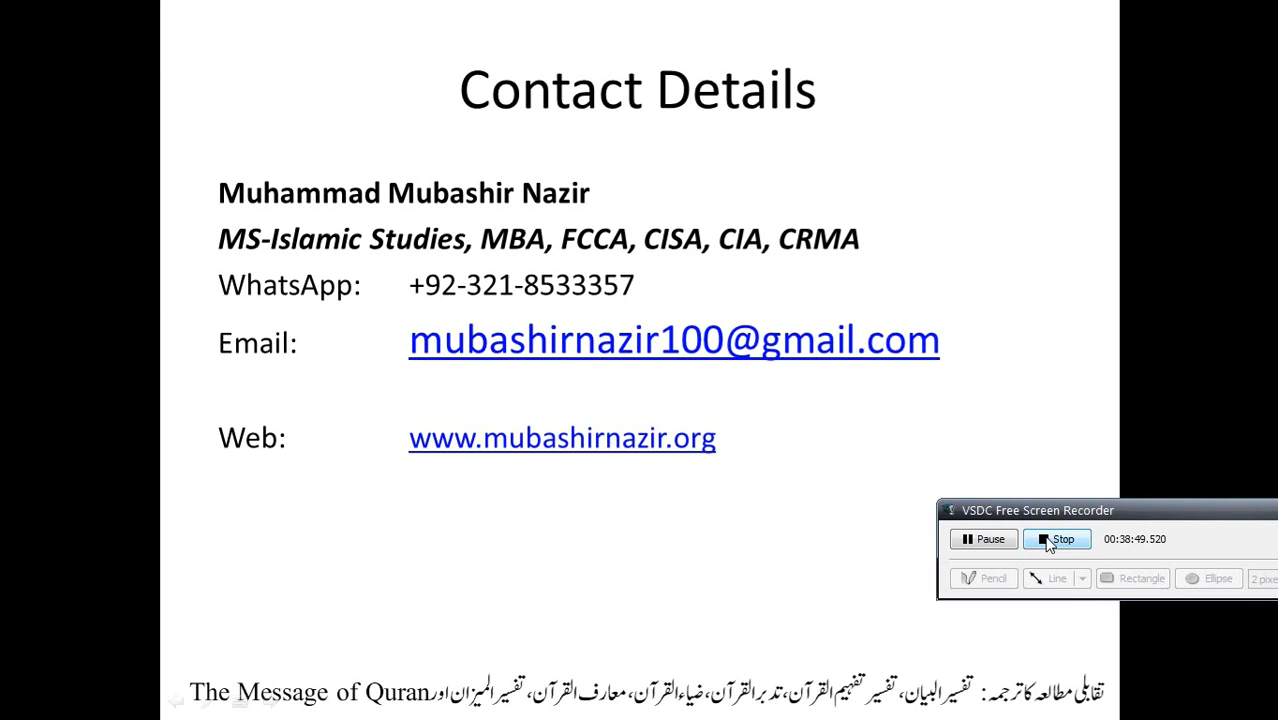 Contact Details
Muhammad Mubashir Nazir
MS-Islamic Studies, MBA, FCCA, CISA, CIA, CRMA
WhatsApp: +92-321-8533357
Email: mubashirnazir100@gmail.com
Web: www.mubashirnazir.org
VSDC Free Screen Recorder
Pause Stop 00:38:49.520
Pencil Line Rectangle Ellipse 2 pixe
تقابلی مطالعہ کا ترجمہ: تفسیر البیان، تفسیر تفہیم القرآن، تدبر القرآن، ضیاء القرآن، معارف القرآن، تفسیر المیزان اور The Message of Quran